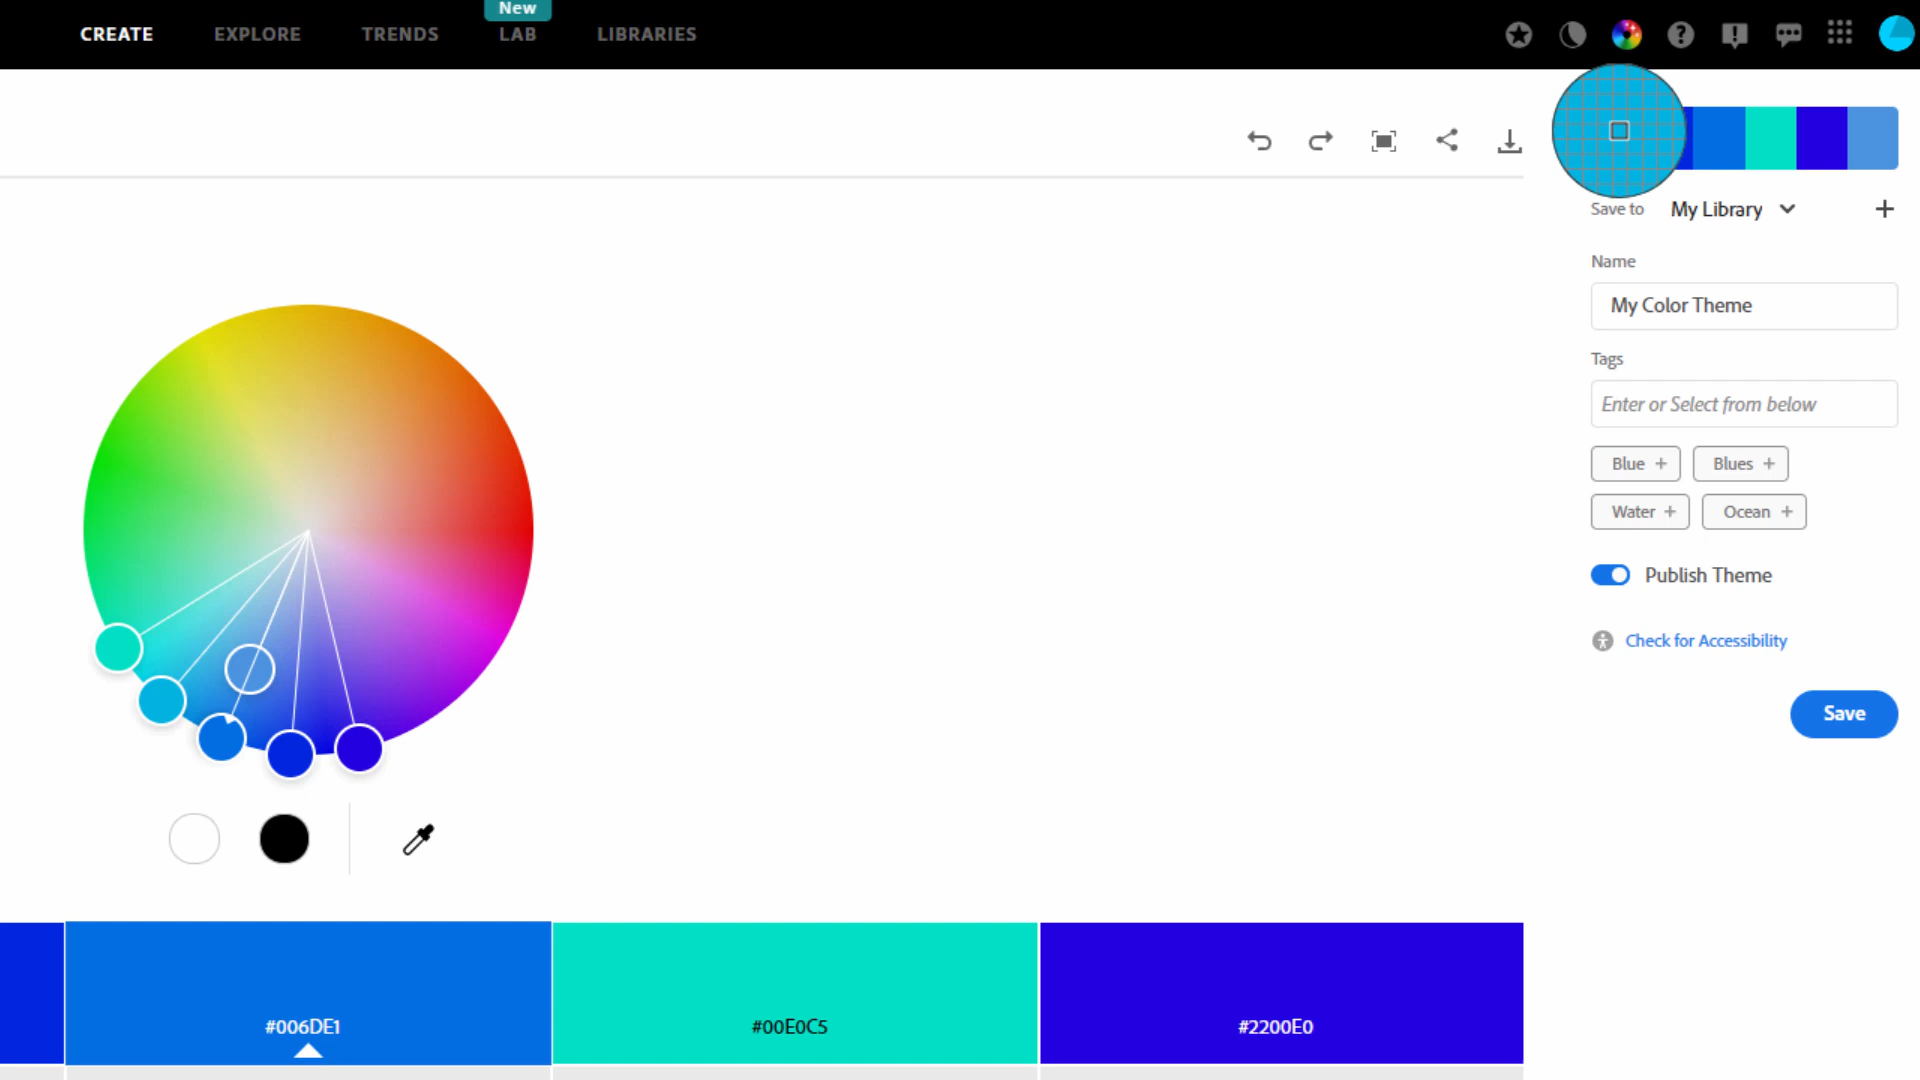 New
CREATE EXPLORE TRENDS LAB LIBRARIES
Save to My Library
Name
My Color Theme
Tags
Enter or Select from below
Blue + Blues +
Water + Ocean +
Publish Theme
Check for Accessibility
Save
#006DE1 #00E0C5 #2200E0